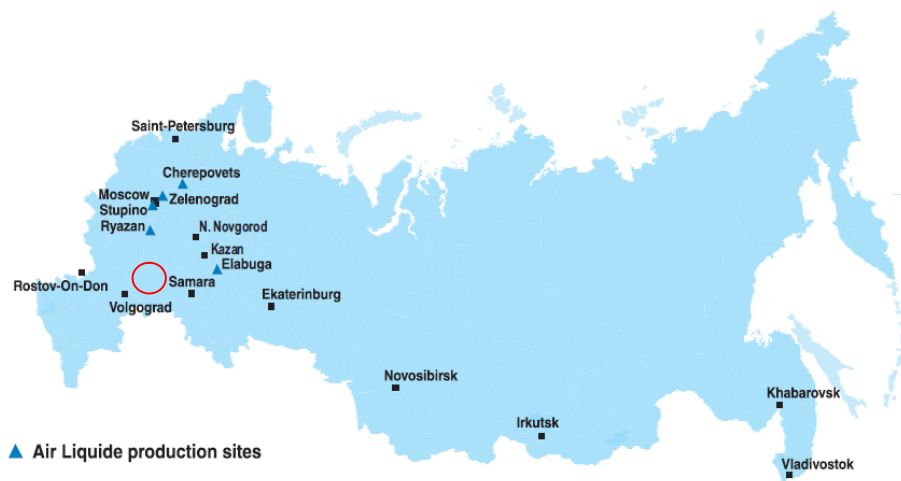 Saint-Petersburg
Cherepovets
Moscow
Zelenograd
Stupino
Ryazan
N. Novgorod
Kazan
Elabuga
Rostov-On-Don
Samara
Volgograd
Ekaterinburg
Novosibirsk
Khabarovsk
Irkutsk
Air Liquide production sites
Vladivostok